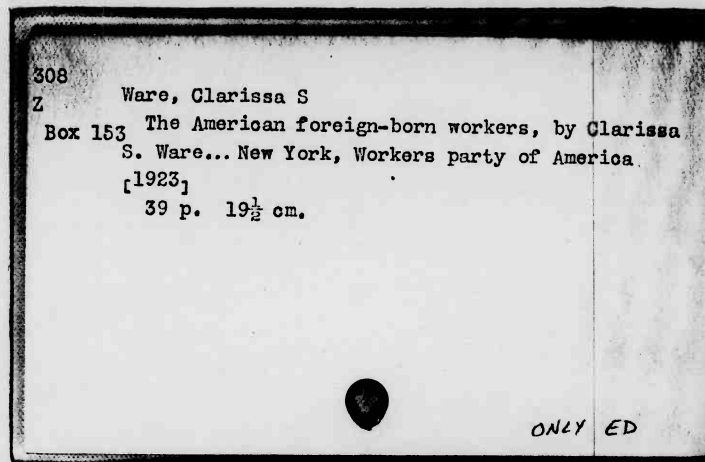 308
Z Ware, Clarissa S
Box 153 The American foreign-born workers, by Clarissa
S. Ware... New York, Workers party of America
[1923]
39 p. 19½ cm.
ONLY ED